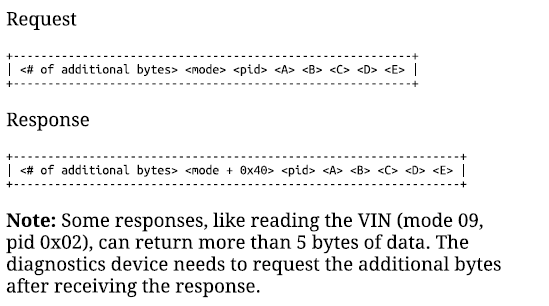 Request
+------------------------------------------------------+
| <# of additional bytes> <mode> <pid> <A> <B> <C> <D> <E> |
+------------------------------------------------------+
Response
+-------------------------------------------------------------+
| <# of additional bytes> <mode + 0x40> <pid> <A> <B> <C> <D> <E> |
+-------------------------------------------------------------+
Note: Some responses, like reading the VIN (mode 09,
pid 0x02), can return more than 5 bytes of data. The
diagnostics device needs to request the additional bytes
after receiving the response.